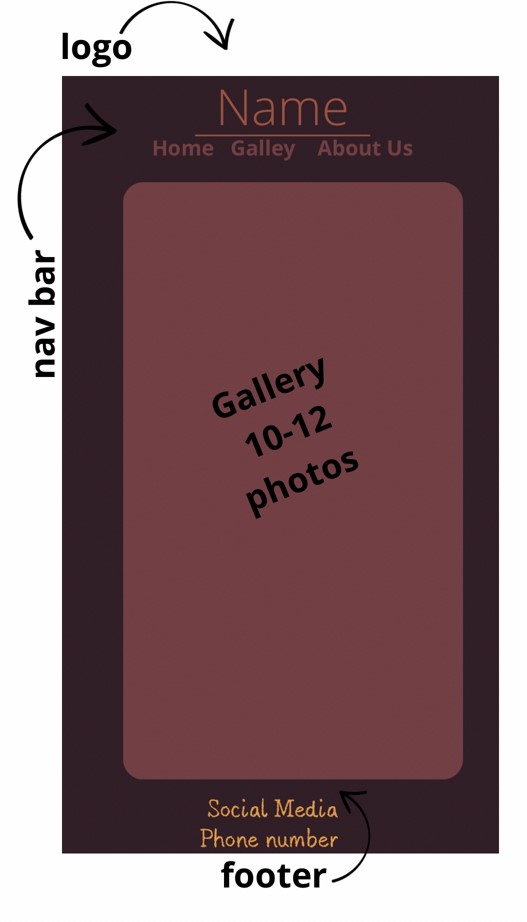 logo
Name
Home Galley About Us
nav bar
Gallery
10-12
photos
Social Media
Phone number
footer